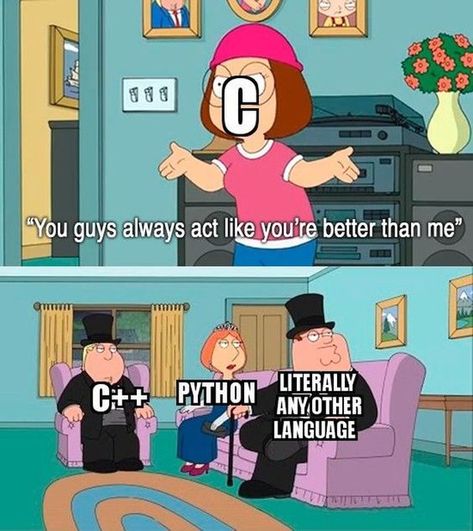 C
"You guys always act like you're better than me"
C++
PYTHON
LITERALLY
ANY OTHER
LANGUAGE